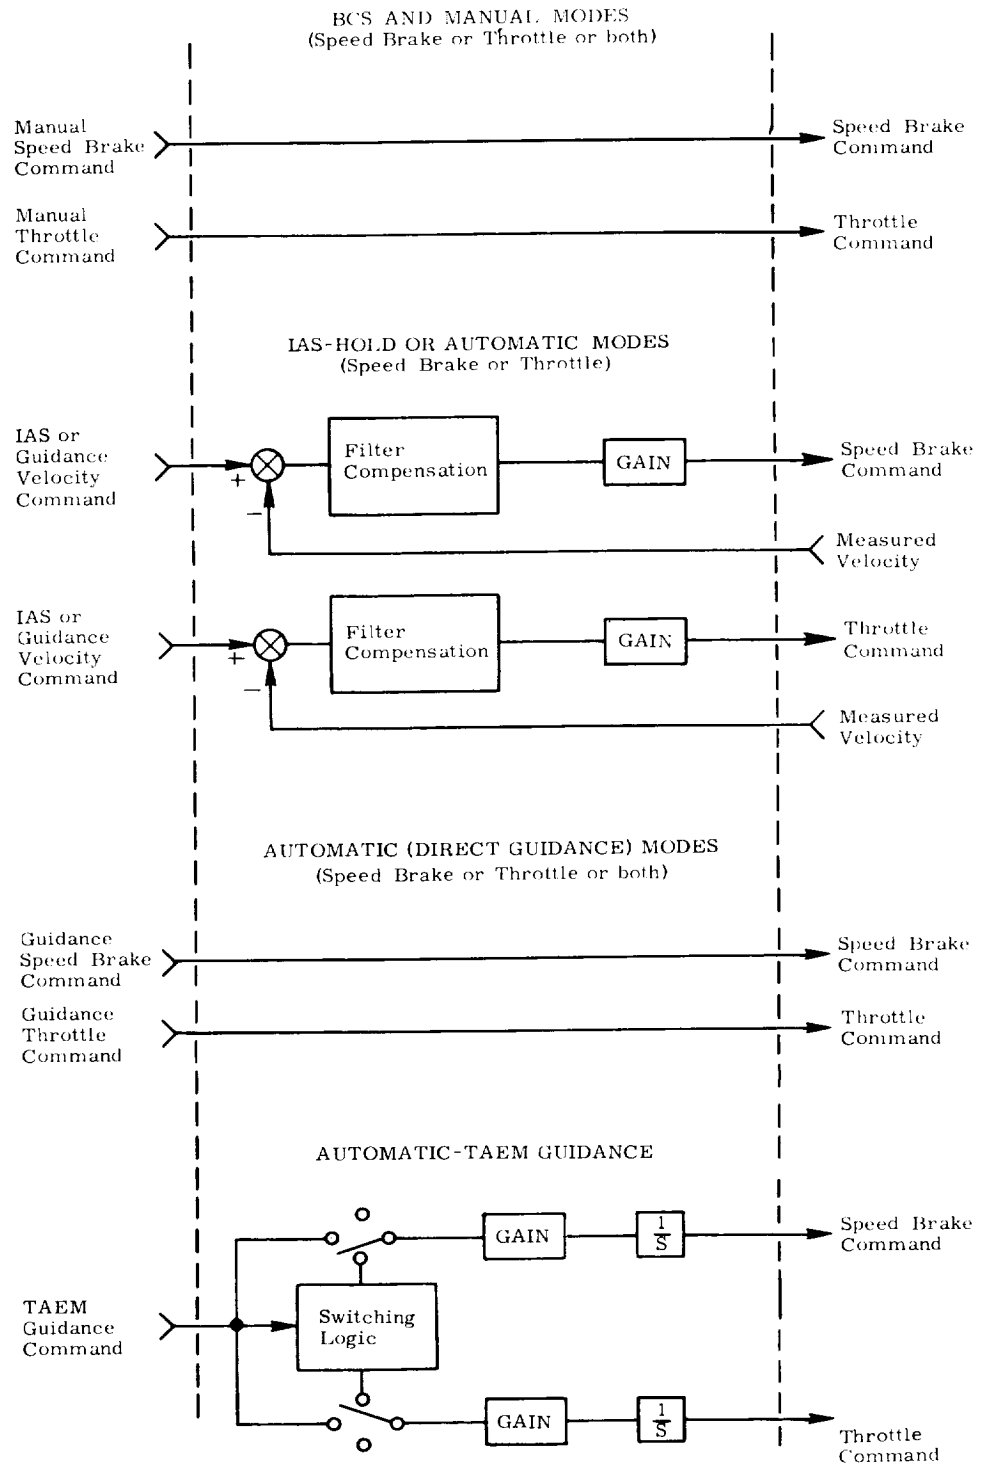 BCS AND MANUAL MODES
(Speed Brake or Throttle or both)
Manual
Speed Brake
Command
Speed Brake
Command
Manual
Throttle
Command
Throttle
Command
IAS-HOLD OR AUTOMATIC MODES
(Speed Brake or Throttle)
IAS or
Guidance
Velocity
Command
+
−
Filter
Compensation
GAIN
Speed Brake
Command
Measured
Velocity
IAS or
Guidance
Velocity
Command
+
−
Filter
Compensation
GAIN
Throttle
Command
Measured
Velocity
AUTOMATIC (DIRECT GUIDANCE) MODES
(Speed Brake or Throttle or both)
Guidance
Speed Brake
Command
Speed Brake
Command
Guidance
Throttle
Command
Throttle
Command
AUTOMATIC-TAEM GUIDANCE
GAIN
1
S
Speed Brake
Command
TAEM
Guidance
Command
Switching
Logic
GAIN
1
S
Throttle
Command